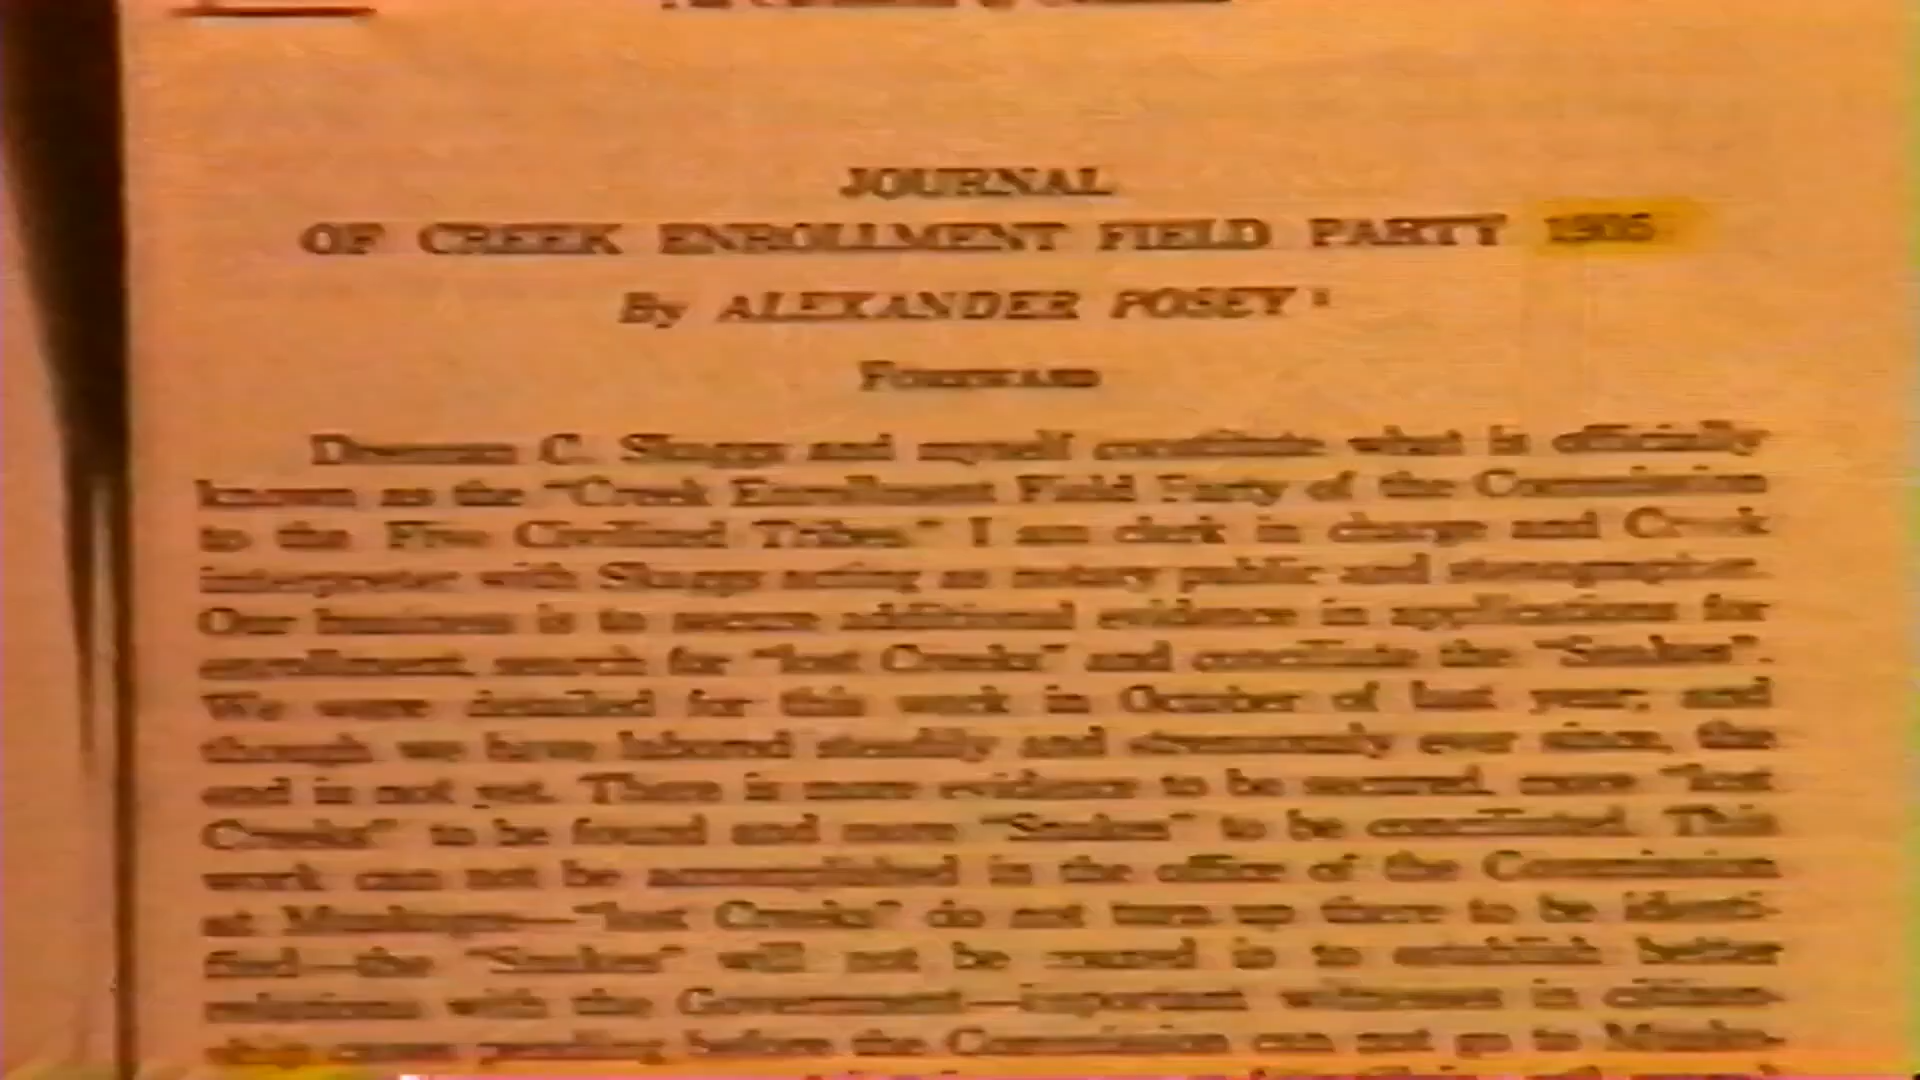 JOURNAL
OF CREEK ENROLLMENT FIELD PARTY 1905
By ALEXANDER POSEY ¹
FOREWARD
C. Skaggs and myself constitute what is officially
known as the "Creek Enrollment Field Party of the Commission
to the Five Civilized Tribes." I am clerk in charge and Creek
interpreter with Skaggs acting as notary public and stenographer.
Our business is to secure additional evidence in applications for
enrollment, search for "lost Creeks" and conciliate the "Snakes".
We were detailed for this work in October of last year; and
though we have labored steadily and strenuously ever since, the
end is not yet. There is more evidence to be secured, more "lost
Creeks" to be found and more "Snakes" to be conciliated. This
work can not be accomplished in the office of the Commission
at Muskogee—"lost Creeks" do not turn up there to be identi-
fied—the "Snakes" will not be is to establish better
relations with the Government—important witnesses in citizen-
ship cases pending before the Commission can not go to Musko-